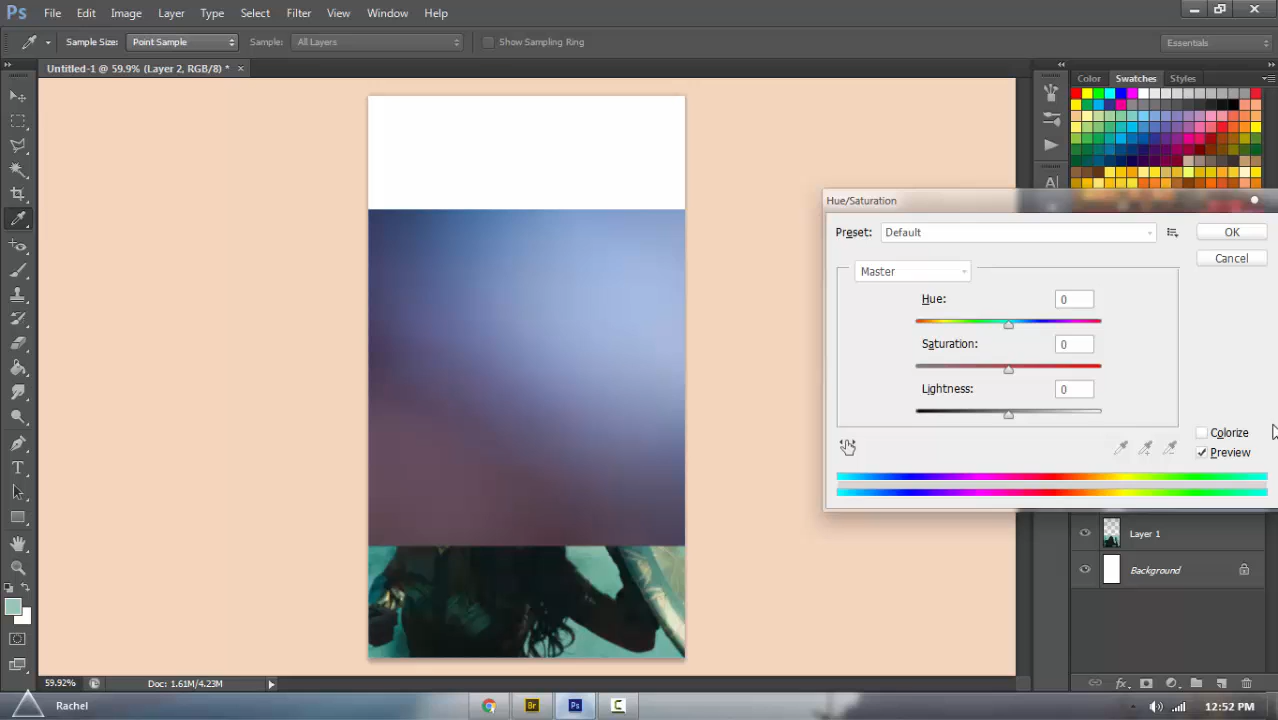 Ps File Edit Image Layer Type Select Filter View Window Help
Sample Size: Point Sample Sample: All Layers Show Sampling Ring Essentials
Untitled-1 @ 59.9% (Layer 2, RGB/8) * ×
Color Swatches Styles
Hue/Saturation
Preset: Default OK
Cancel
Master
Hue: 0
Saturation: 0
Lightness: 0
Colorize
Preview
Layer 1
Background
59.92% Doc: 1.61M/4.23M
Rachel Br Ps 12:52 PM